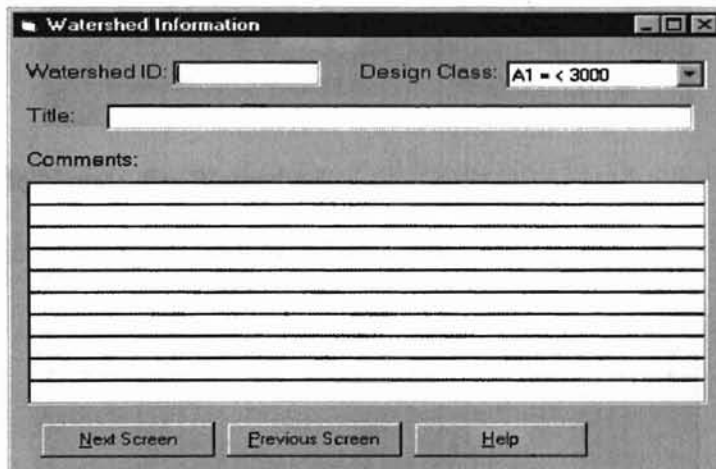 Watershed Information
Watershed ID: Design Class: A1 = < 3000
Title:
Comments:
Next Screen Previous Screen Help